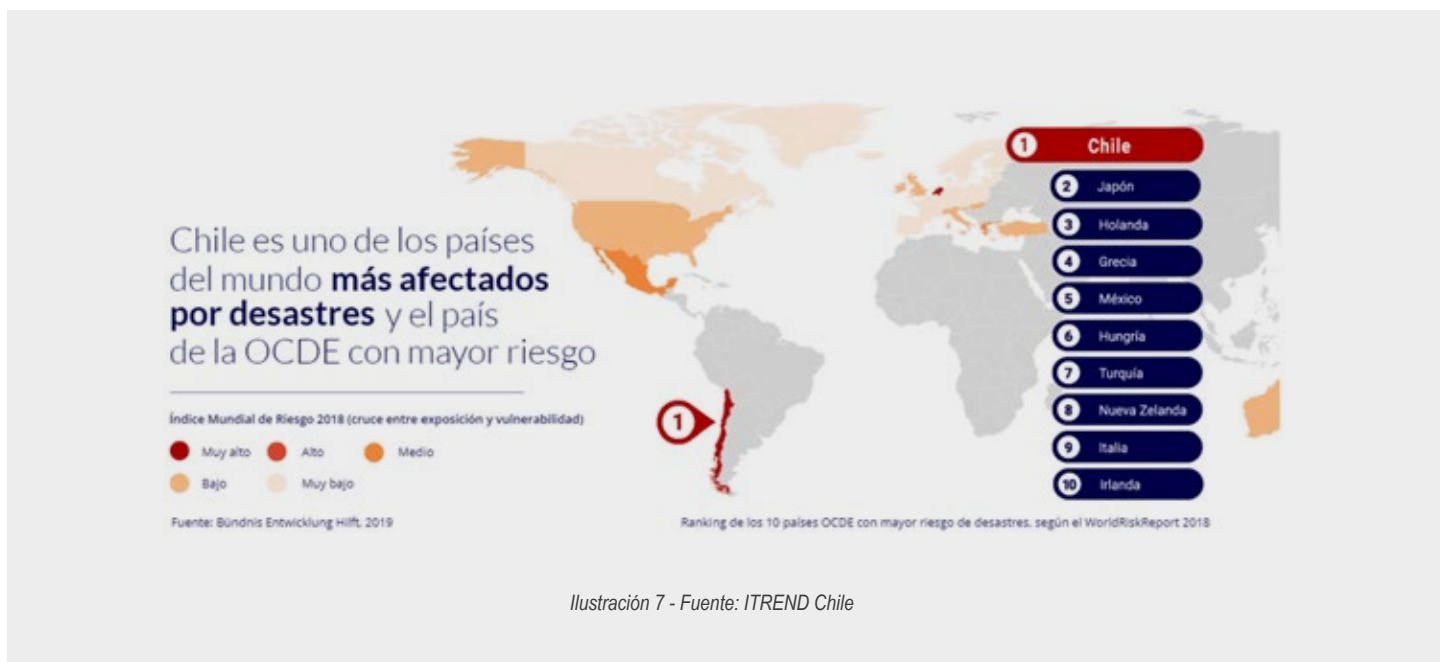 Chile es uno de los países
del mundo más afectados
por desastres y el país
de la OCDE con mayor riesgo
Índice Mundial de Riesgo 2018 (cruce entre exposición y vulnerabilidad)
Muy alto
Alto
Medio
Bajo
Muy bajo
Fuente: Bündnis Entwicklung Hilft, 2019
1
1 Chile
2 Japón
3 Holanda
4 Grecia
5 México
6 Hungría
7 Turquía
8 Nueva Zelanda
9 Italia
10 Irlanda
Ranking de los 10 países OCDE con mayor riesgo de desastres, según el WorldRiskReport 2018
Ilustración 7 - Fuente: ITREND Chile